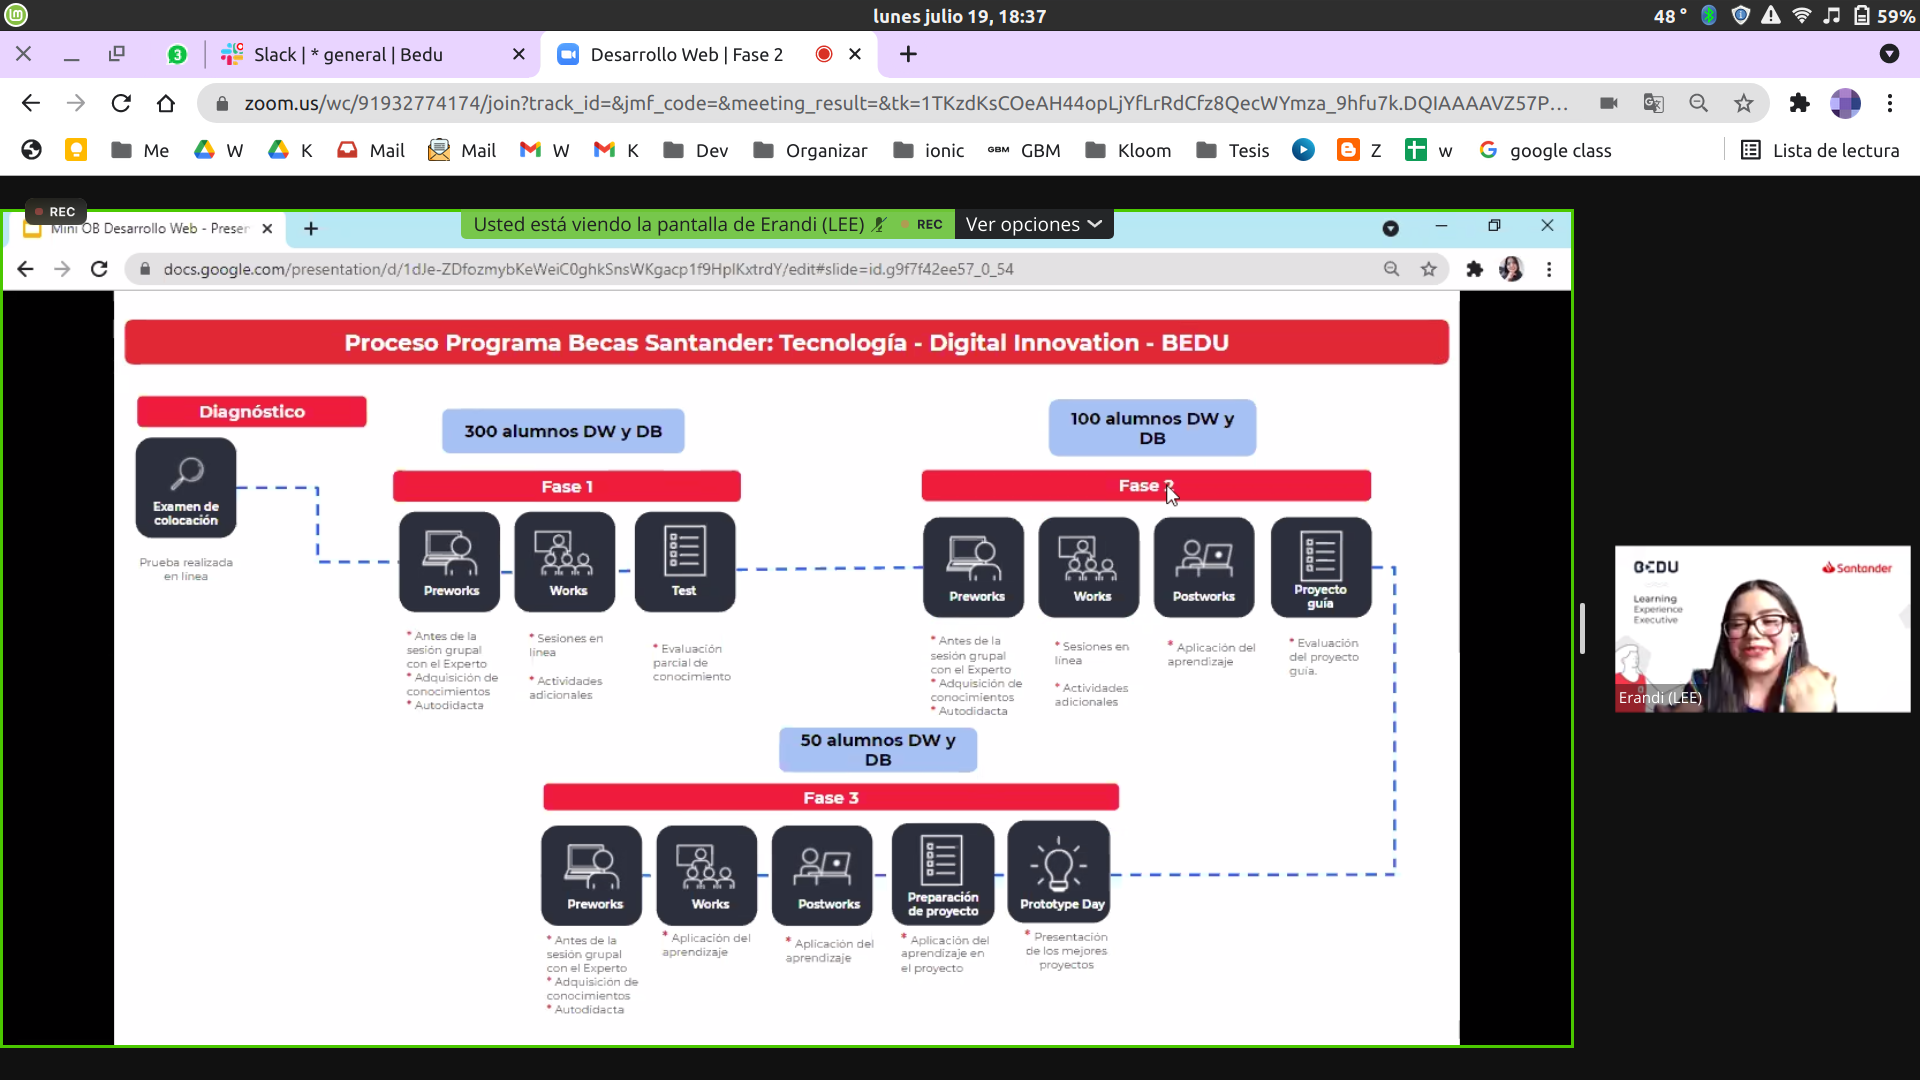 lunes julio 19, 18:37
48 °
59%
3
Slack | * general | Bedu
Desarrollo Web | Fase 2
zoom.us/wc/91932774174/join?track_id=&jmf_code=&meeting_result=&tk=1TKzdKsCOeAH44opLjYfLrRdCfz8QecWYmza_9hfu7k.DQIAAAAVZ57P...
Me
W
K
Mail
Mail
W
K
Dev
Organizar
ionic
GBM GBM
Kloom
Tesis
Z
w
google class
Lista de lectura
REC
Mini OB Desarrollo Web - Presen
Usted está viendo la pantalla de Erandi (LEE)
REC
Ver opciones
docs.google.com/presentation/d/1dJe-ZDfozmybKeWeiC0ghkSnsWKgacp1f9HplKxtrdY/edit#slide=id.g9f7f42ee57_0_54
Proceso Programa Becas Santander: Tecnología - Digital Innovation - BEDU
Diagnóstico
Examen de
colocación
Prueba realizada
en línea
300 alumnos DW y DB
Fase 1
Preworks
Works
Test
* Antes de la
sesión grupal
con el Experto
* Adquisición de
conocimientos
* Autodidacta
* Sesiones en
línea
* Actividades
adicionales
* Evaluación
parcial de
conocimiento
100 alumnos DW y
DB
Fase 2
Preworks
Works
Postworks
Proyecto
guía
* Antes de la
sesión grupal
con el Experto
* Adquisición de
conocimientos
* Autodidacta
* Sesiones en
línea
* Actividades
adicionales
* Aplicación del
aprendizaje
* Evaluación
del proyecto
guía.
50 alumnos DW y
DB
Fase 3
Preworks
Works
Postworks
Preparación
de proyecto
Prototype Day
* Antes de la
sesión grupal
con el Experto
* Adquisición de
conocimientos
* Autodidacta
* Aplicación del
aprendizaje
* Aplicación del
aprendizaje
* Aplicación del
aprendizaje en
el proyecto
* Presentación
de los mejores
proyectos
BEDU
Santander
Learning
Experience
Executive
Erandi (LEE)